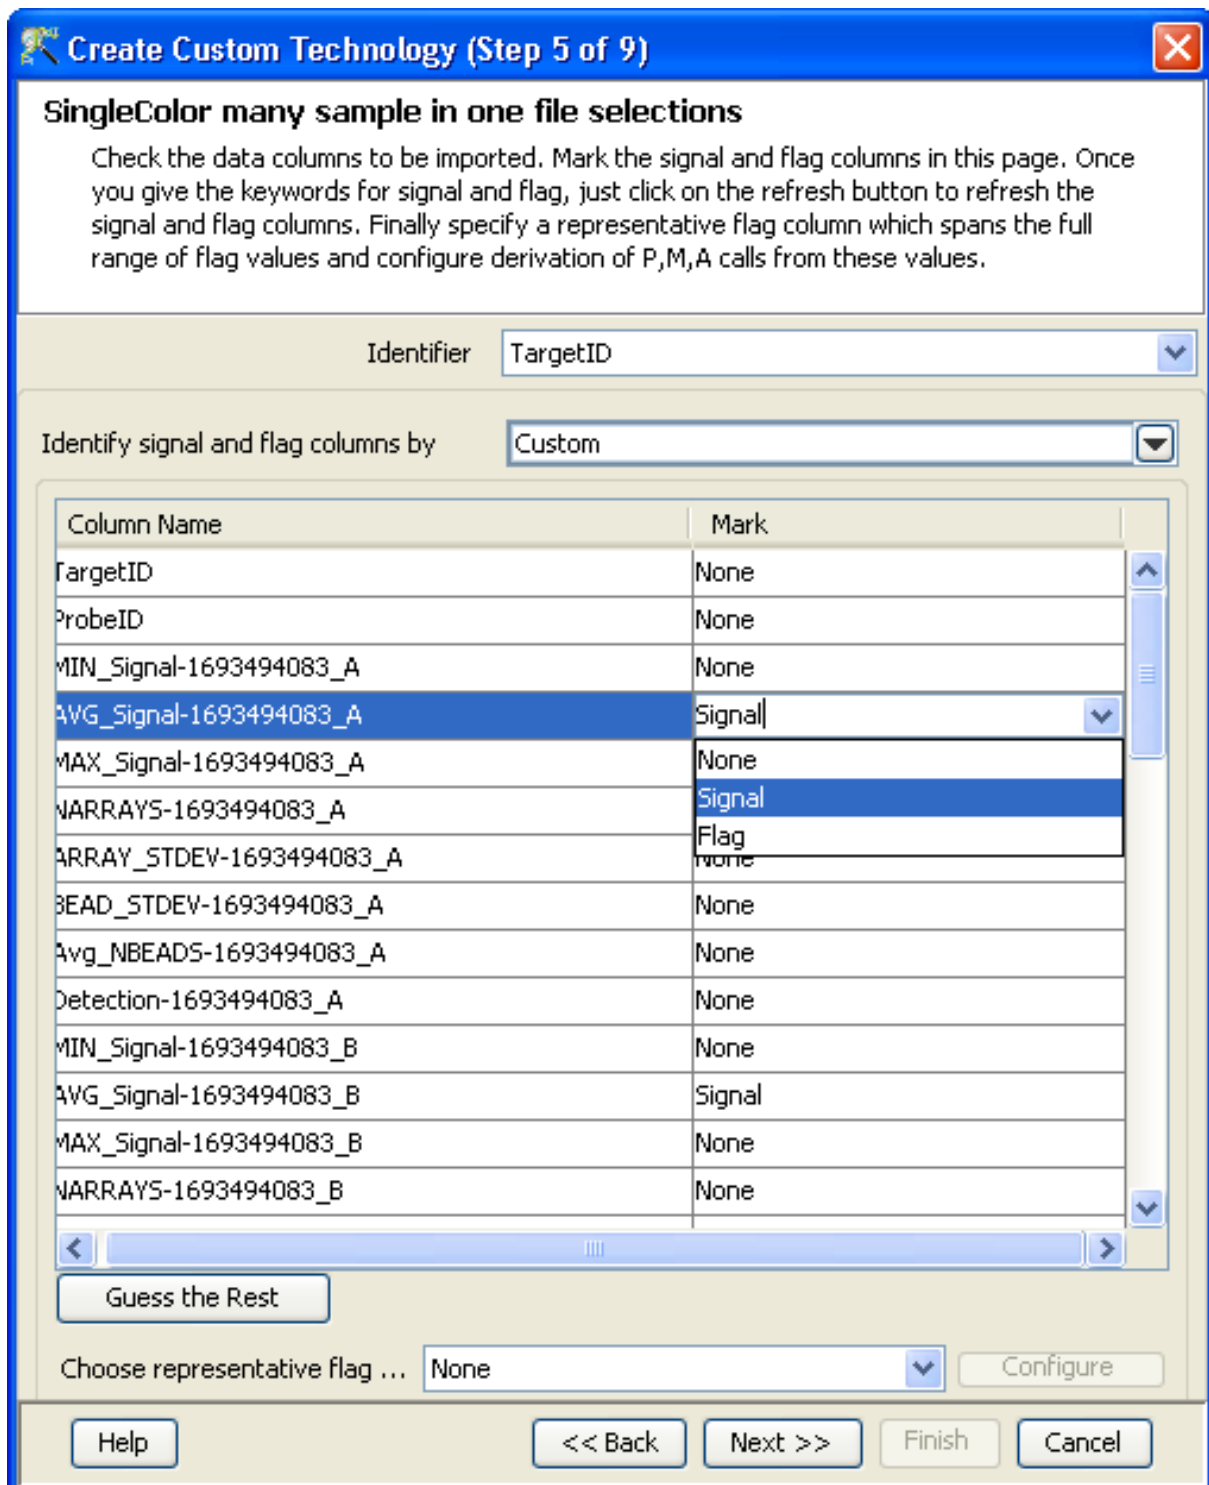 Create Custom Technology (Step 5 of 9)
SingleColor many sample in one file selections
Check the data columns to be imported. Mark the signal and flag columns in this page. Once
you give the keywords for signal and flag, just click on the refresh button to refresh the
signal and flag columns. Finally specify a representative flag column which spans the full
range of flag values and configure derivation of P,M,A calls from these values.
Identifier TargetID
Identify signal and flag columns by Custom
Column Name Mark
TargetID None
ProbeID None
MIN_Signal-1693494083_A None
AVG_Signal-1693494083_A Signal
MAX_Signal-1693494083_A None
NARRAYS-1693494083_A Signal
Flag
ARRAY_STDEV-1693494083_A None
BEAD_STDEV-1693494083_A None
Avg_NBEADS-1693494083_A None
Detection-1693494083_A None
MIN_Signal-1693494083_B None
AVG_Signal-1693494083_B Signal
MAX_Signal-1693494083_B None
NARRAYS-1693494083_B None
Guess the Rest
Choose representative flag ... None Configure
Help << Back Next >> Finish Cancel